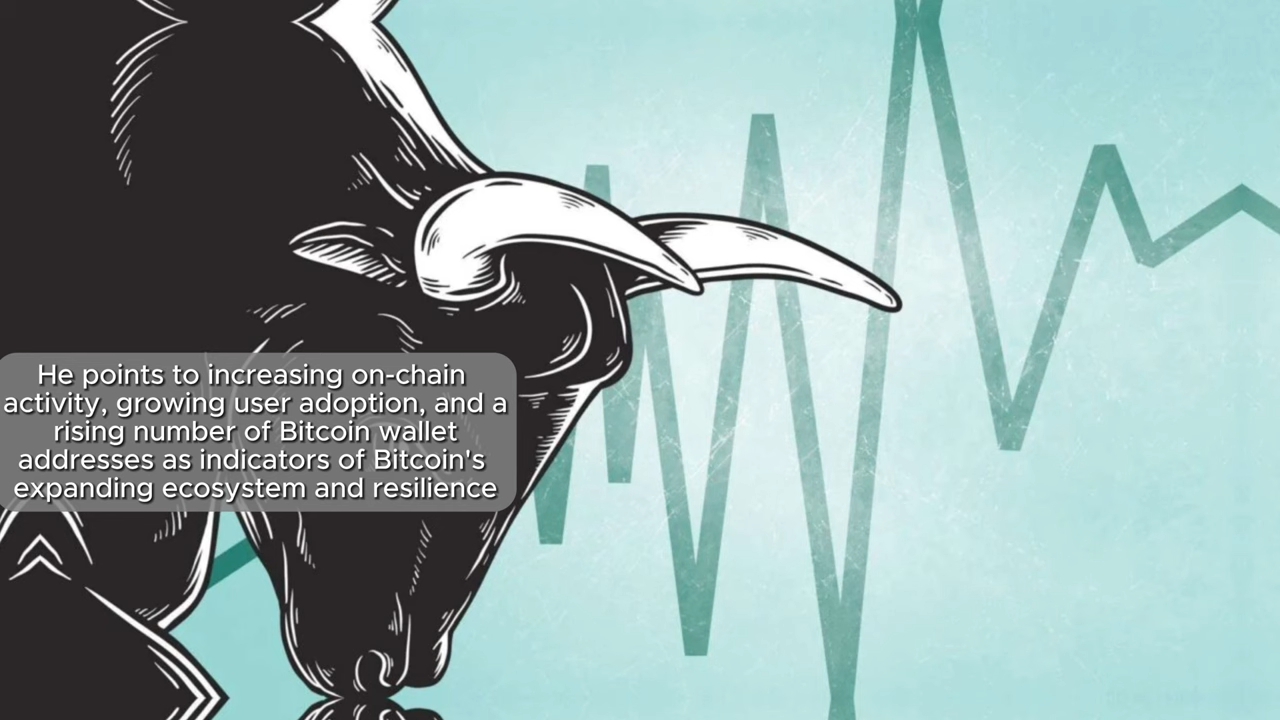 He points to increasing on-chain
activity, growing user adoption, and a
rising number of Bitcoin wallet
addresses as indicators of Bitcoin's
expanding ecosystem and resilience